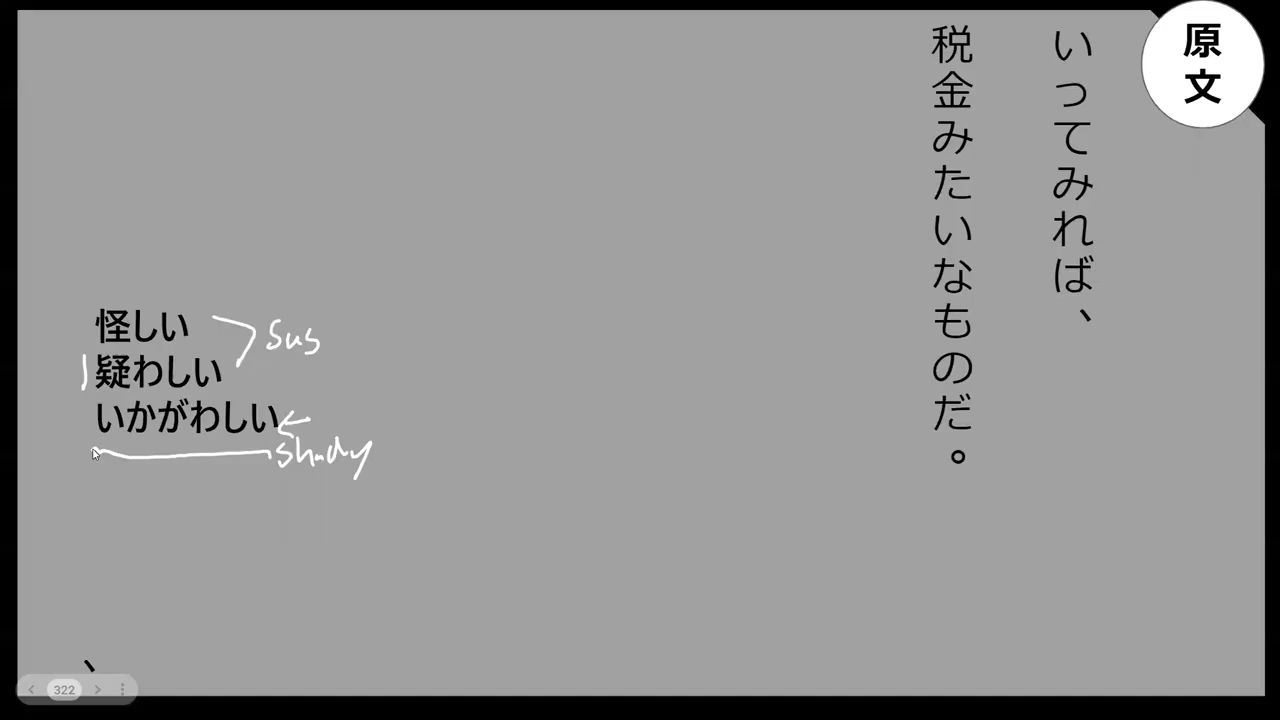 原文
いってみれば、
税金みたいなものだ。
怪しい
疑わしい
sus
いかがわしい
shady
、
322